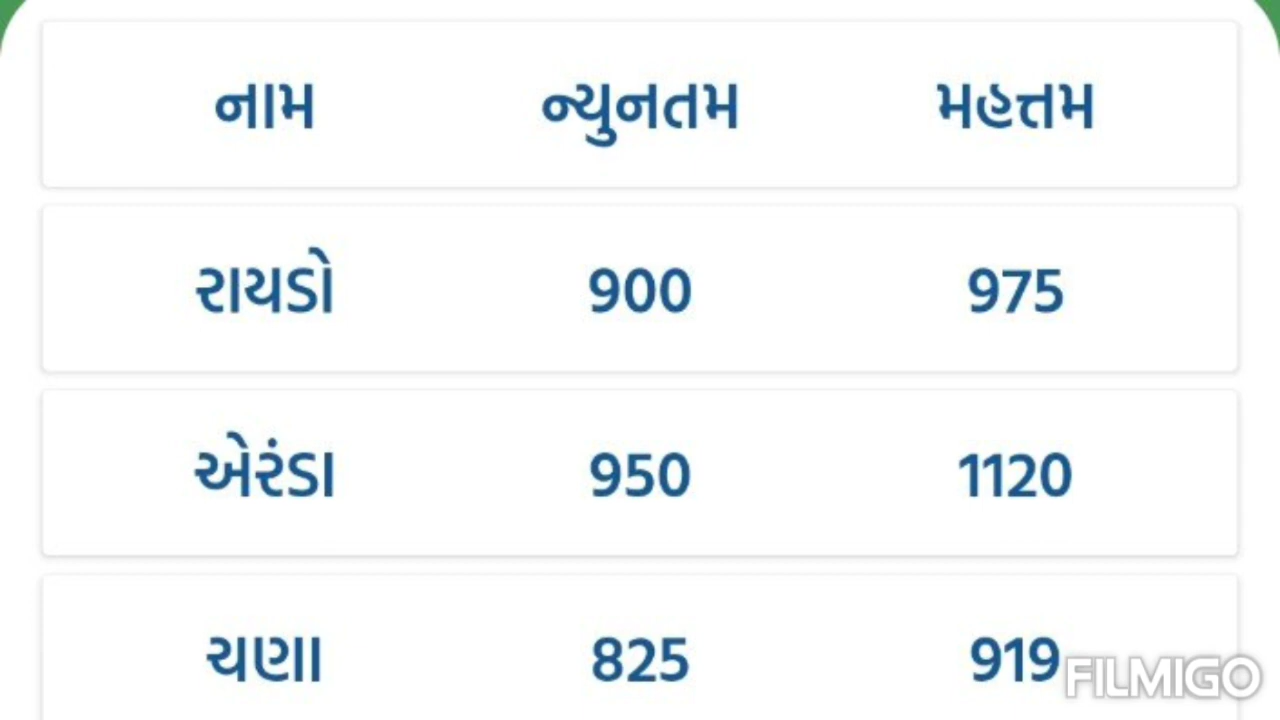 નામ ન્યુનતમ મહત્તમ
રાયડો 900 975
એરંડા 950 1120
ચણા 825 919
FILMIGO